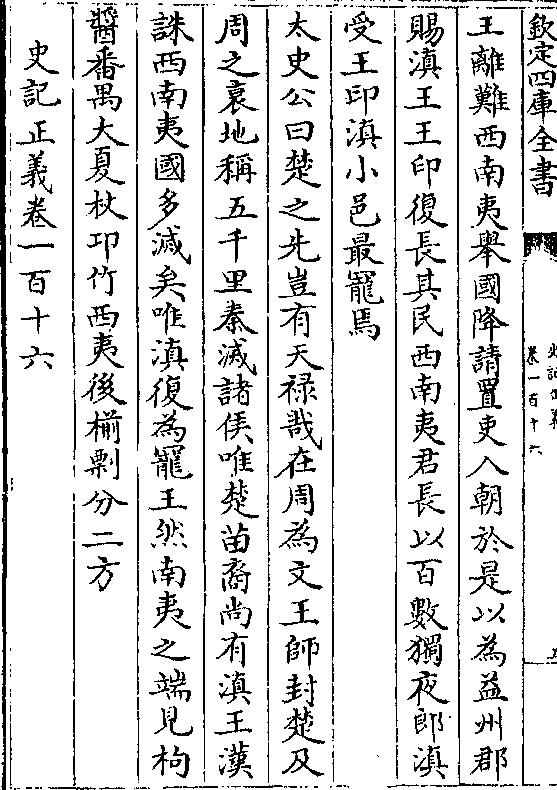 欽定四庫全書
史記正義
卷一百十六
王離難西南夷舉國降請置吏入朝於是以為益州郡
賜滇王王印復長其民西南夷君長以百數獨夜郎滇
受王印滇小邑最寵焉
太史公曰楚之先豈有天禄哉在周為文王師封楚及
周之衰地稱五千里秦滅諸侯唯楚苗裔尚有滇王漢
誅西南夷國多滅矣唯滇復為寵王然南夷之端見枸
醬番禺大夏杖卭竹西夷後揃剽分二方
史記正義卷一百十六